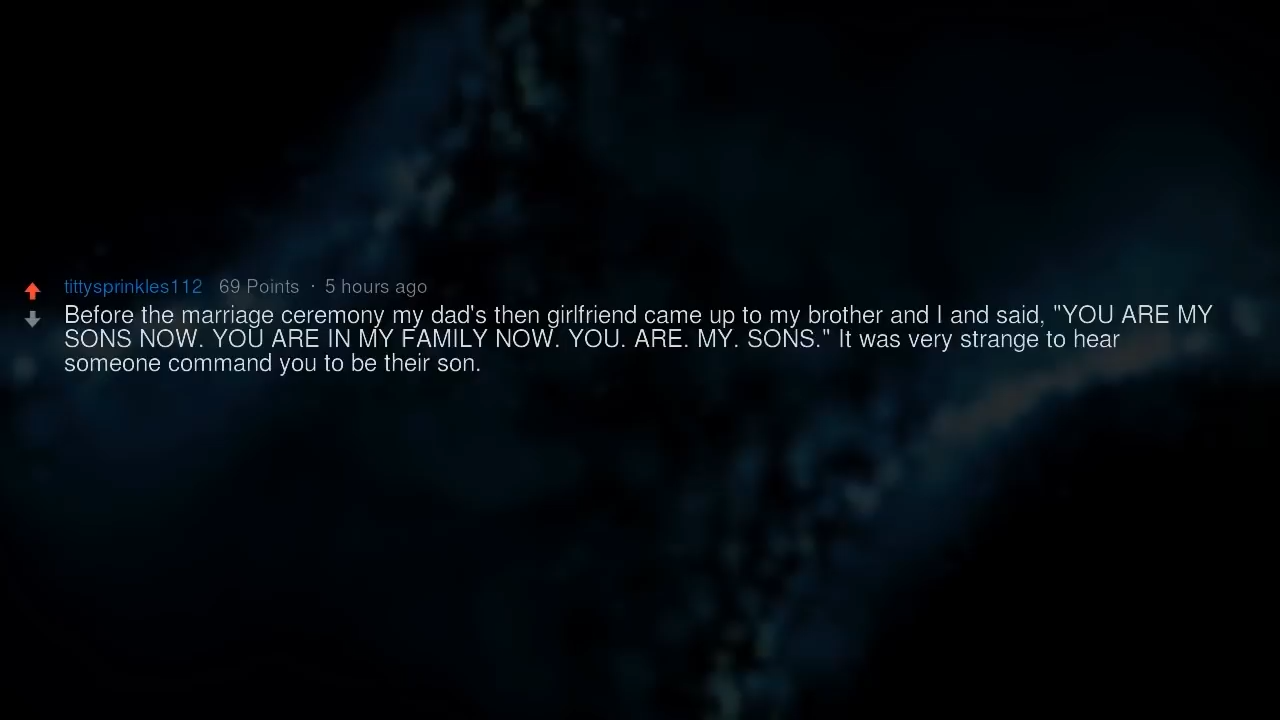 tittysprinkles112 69 Points · 5 hours ago
Before the marriage ceremony my dad's then girlfriend came up to my brother and I and said, "YOU ARE MY
SONS NOW. YOU ARE IN MY FAMILY NOW. YOU. ARE. MY. SONS." It was very strange to hear
someone command you to be their son.